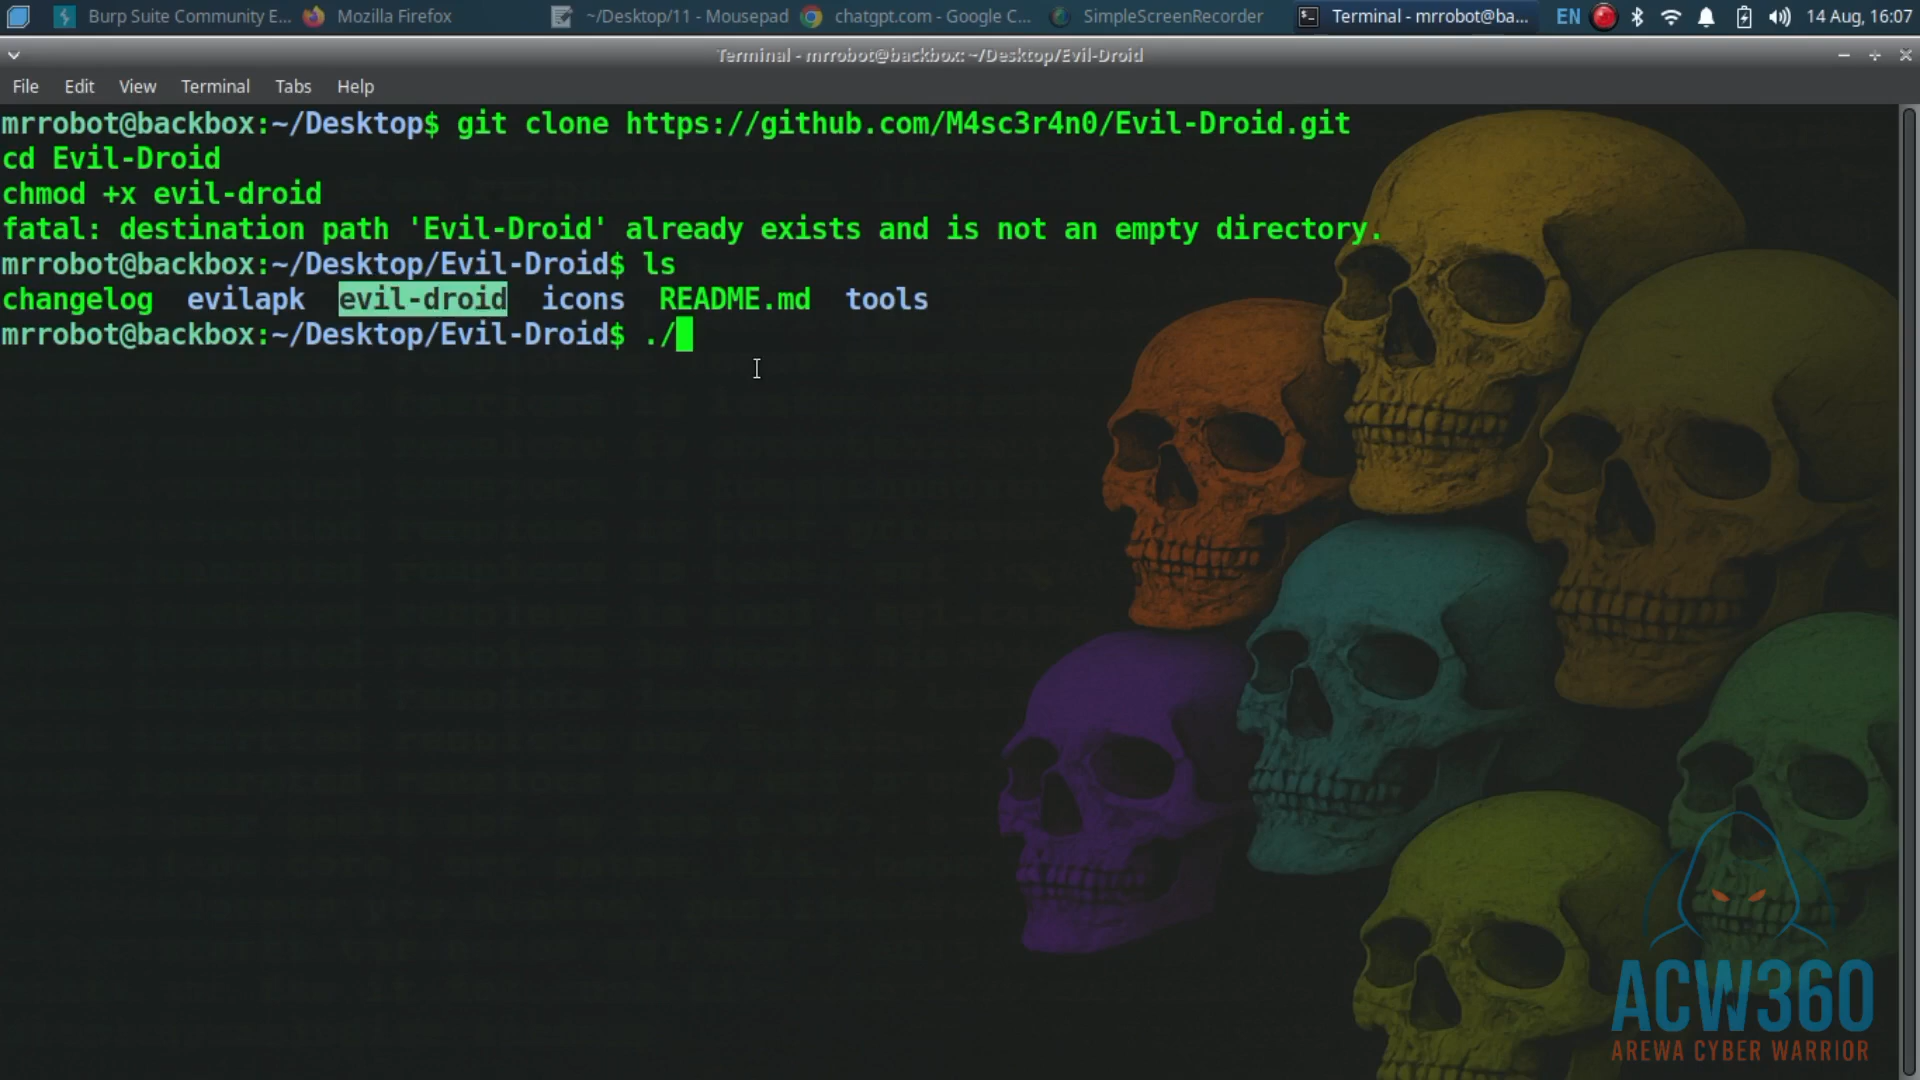 Burp Suite Community E... Mozilla Firefox ~/Desktop/11 - Mousepad chatgpt.com - Google C... SimpleScreenRecorder Terminal - mrrobot@ba... EN 14 Aug, 16:07
Terminal - mrrobot@backbox: ~/Desktop/Evil-Droid
File Edit View Terminal Tabs Help
mrrobot@backbox:~/Desktop$ git clone https://github.com/M4sc3r4n0/Evil-Droid.git
cd Evil-Droid
chmod +x evil-droid
fatal: destination path 'Evil-Droid' already exists and is not an empty directory.
mrrobot@backbox:~/Desktop/Evil-Droid$ ls
changelog evilapk evil-droid icons README.md tools
mrrobot@backbox:~/Desktop/Evil-Droid$ ./
ACW360
AREWA CYBER WARRIOR